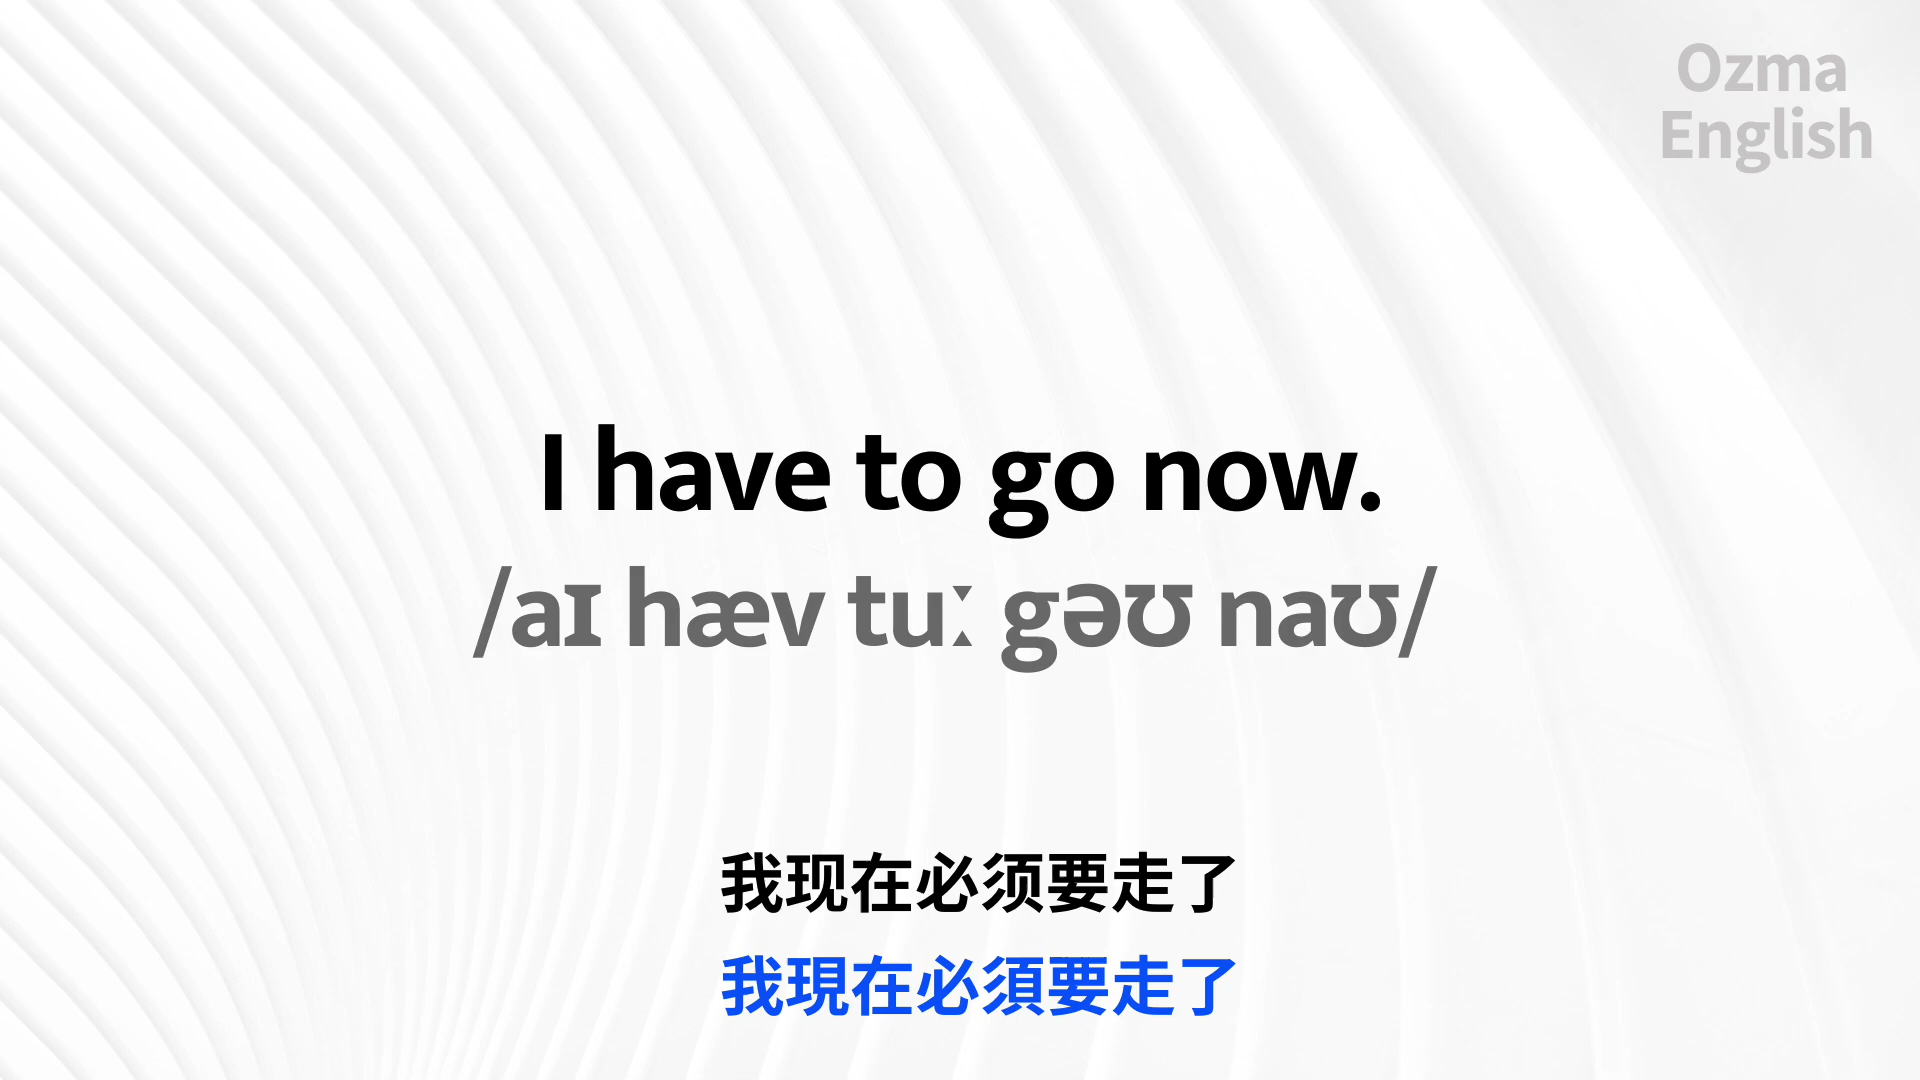 Ozma
English
I have to go now.
/aɪ hæv tuː gəʊ naʊ/
我现在必须要走了
我現在必須要走了